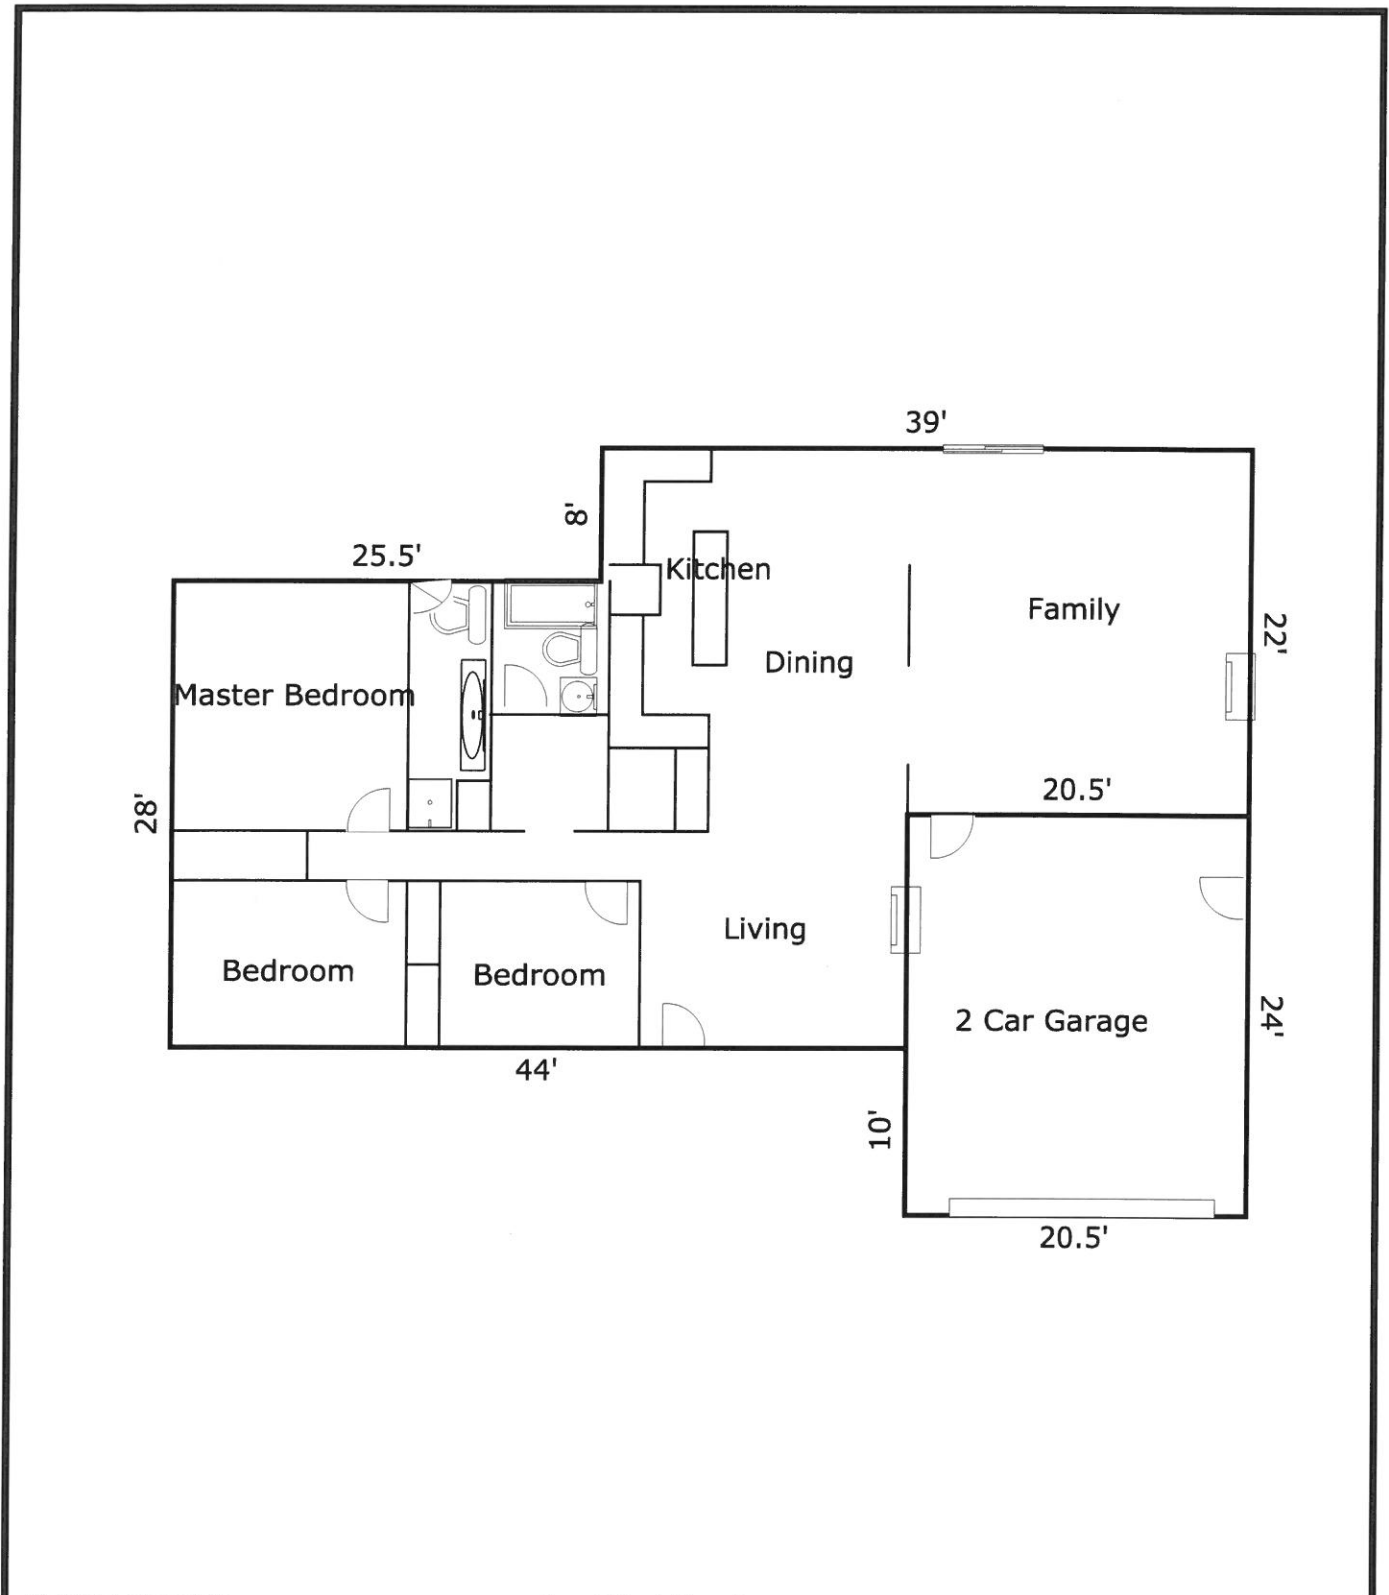 39'
8'
25.5'
Kitchen
Family
22'
Dining
Master Bedroom
20.5'
28'
Living
Bedroom
Bedroom
2 Car Garage
24'
44'
10'
20.5'